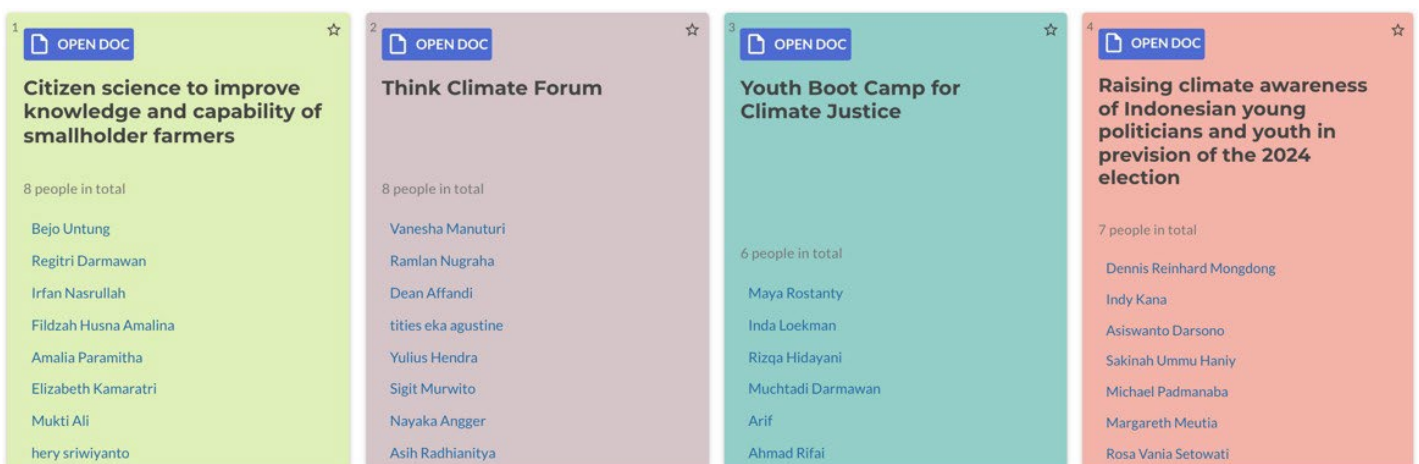 1
OPEN DOC
Citizen science to improve
knowledge and capability of
smallholder farmers
8 people in total
Bejo Untung
Regitri Darmawan
Irfan Nasrullah
Fildzah Husna Amalina
Amalia Paramitha
Elizabeth Kamaratri
Mukti Ali
hery sriwiyanto
2
OPEN DOC
Think Climate Forum
8 people in total
Vanesha Manuturi
Ramlan Nugraha
Dean Affandi
tities eka agustine
Yulius Hendra
Sigit Murwito
Nayaka Angger
Asih Radhianitya
3
OPEN DOC
Youth Boot Camp for
Climate Justice
6 people in total
Maya Rostanty
Inda Loekman
Rizqa Hidayani
Muchtadi Darmawan
Arif
Ahmad Rifai
4
OPEN DOC
Raising climate awareness
of Indonesian young
politicians and youth in
prevision of the 2024
election
7 people in total
Dennis Reinhard Mongdong
Indy Kana
Asiswanto Darsono
Sakinah Ummu Haniy
Michael Padmanaba
Margareth Meutia
Rosa Vania Setowati